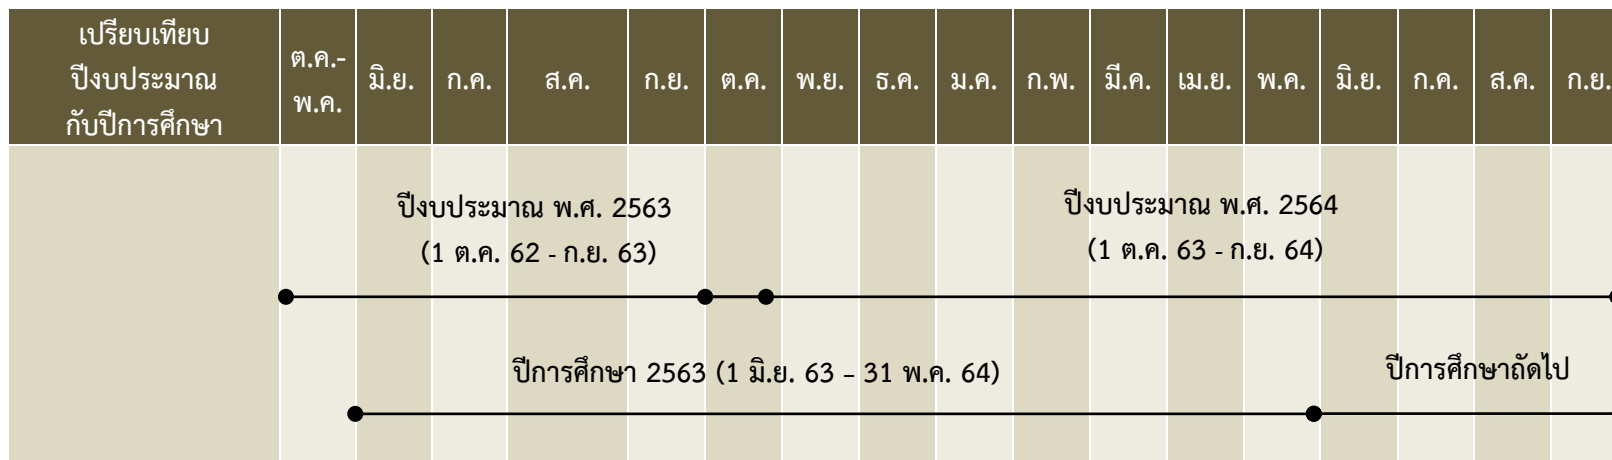 เปรียบเทียบ
ปีงบประมาณ
กับปีการศึกษา
ต.ค.-
พ.ค.
มิ.ย.
ก.ค.
ส.ค.
ก.ย.
ต.ค.
พ.ย.
ธ.ค.
ม.ค.
ก.พ.
มี.ค.
เม.ย.
พ.ค.
มิ.ย.
ก.ค.
ส.ค.
ก.ย.
ปีงบประมาณ พ.ศ. 2563
(1 ต.ค. 62 - ก.ย. 63)
ปีงบประมาณ พ.ศ. 2564
(1 ต.ค. 63 - ก.ย. 64)
ปีการศึกษา 2563 (1 มิ.ย. 63 – 31 พ.ค. 64)
ปีการศึกษาถัดไป